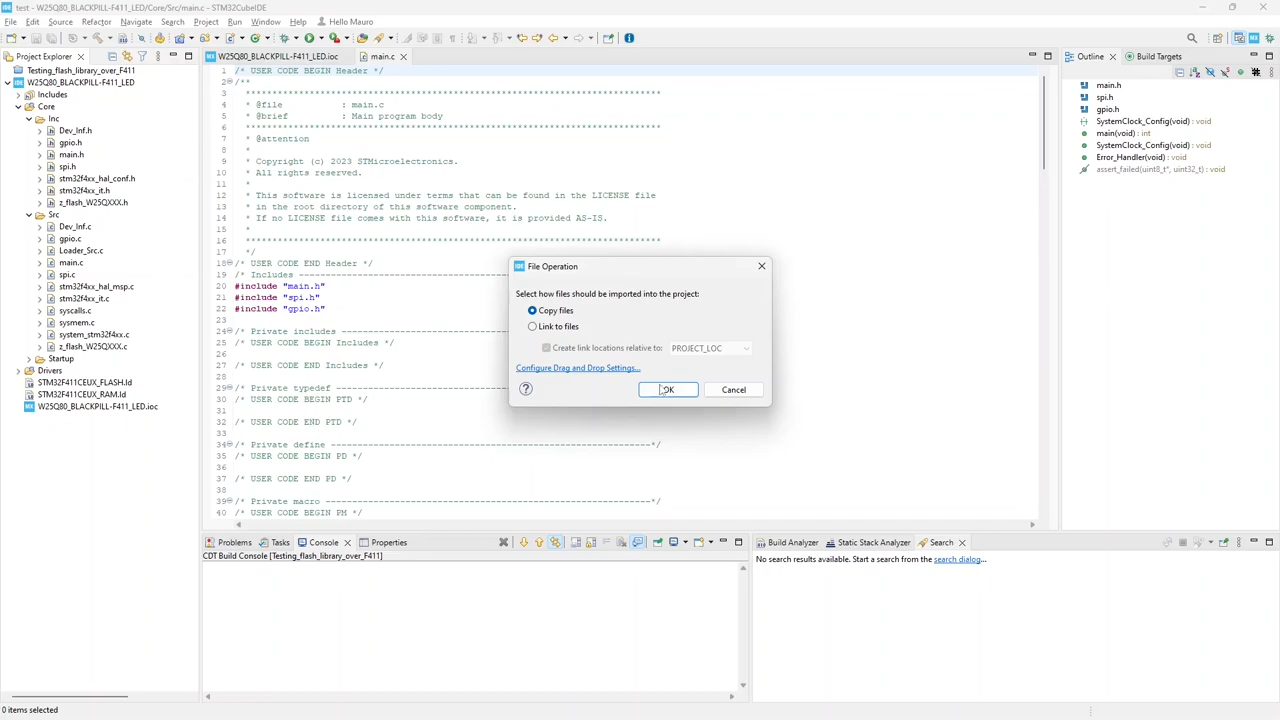 test - W25Q80_BLACKPILL-F411_LED/Core/Src/main.c - STM32CubeIDE
File Edit Source Refactor Navigate Search Project Run Window Help Hello Mauro
Project Explorer
Testing_flash_library_over_F411
W25Q80_BLACKPILL-F411_LED
Includes
Core
Inc
Dev_Inf.h
gpio.h
main.h
spi.h
stm32f4xx_hal_conf.h
stm32f4xx_it.h
z_flash_W25QXXX.h
Src
Dev_Inf.c
gpio.c
Loader_Src.c
main.c
spi.c
stm32f4xx_hal_msp.c
stm32f4xx_it.c
syscalls.c
sysmem.c
system_stm32f4xx.c
z_flash_W25QXXX.c
Startup
Drivers
STM32F411CEUX_FLASH.ld
STM32F411CEUX_RAM.ld
W25Q80_BLACKPILL-F411_LED.ioc
W25Q80_BLACKPILL-F411_LED.ioc main.c
1 /* USER CODE BEGIN Header */
2 /**
3 ******************************************************************************
4 * @file : main.c
5 * @brief : Main program body
6 ******************************************************************************
7 * @attention
8 *
9 * Copyright (c) 2023 STMicroelectronics.
10 * All rights reserved.
11 *
12 * This software is licensed under terms that can be found in the LICENSE file
13 * in the root directory of this software component.
14 * If no LICENSE file comes with this software, it is provided AS-IS.
15 *
16 ******************************************************************************
17 */
18 /* USER CODE END Header */
19 /* Includes ------------------
20 #include "main.h"
21 #include "spi.h"
22 #include "gpio.h"
23
24 /* Private includes ----------
25 /* USER CODE BEGIN Includes */
26
27 /* USER CODE END Includes */
28
29 /* Private typedef -----------
30 /* USER CODE BEGIN PTD */
31
32 /* USER CODE END PTD */
33
34 /* Private define ------------------------------------------------------------*/
35 /* USER CODE BEGIN PD */
36
37 /* USER CODE END PD */
38
39 /* Private macro -------------------------------------------------------------*/
40 /* USER CODE BEGIN PM */
File Operation
Select how files should be imported into the project:
Copy files
Link to files
Create link locations relative to: PROJECT_LOC
Configure Drag and Drop Settings...
OK Cancel
Outline Build Targets
main.h
spi.h
gpio.h
SystemClock_Config(void) : void
main(void) : int
SystemClock_Config(void) : void
Error_Handler(void) : void
assert_failed(uint8_t*, uint32_t) : void
Problems Tasks Console Properties
CDT Build Console [Testing_flash_library_over_F411]
Build Analyzer Static Stack Analyzer Search
No search results available. Start a search from the search dialog...
0 items selected